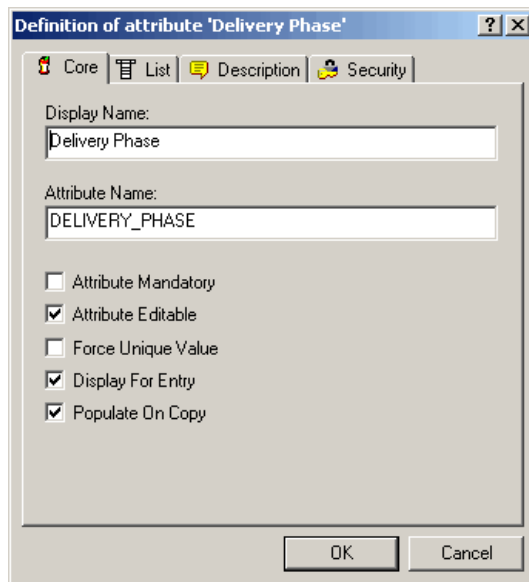 Definition of attribute 'Delivery Phase'
Core List Description Security
Display Name:
Delivery Phase
Attribute Name:
DELIVERY_PHASE
Attribute Mandatory
Attribute Editable
Force Unique Value
Display For Entry
Populate On Copy
OK Cancel